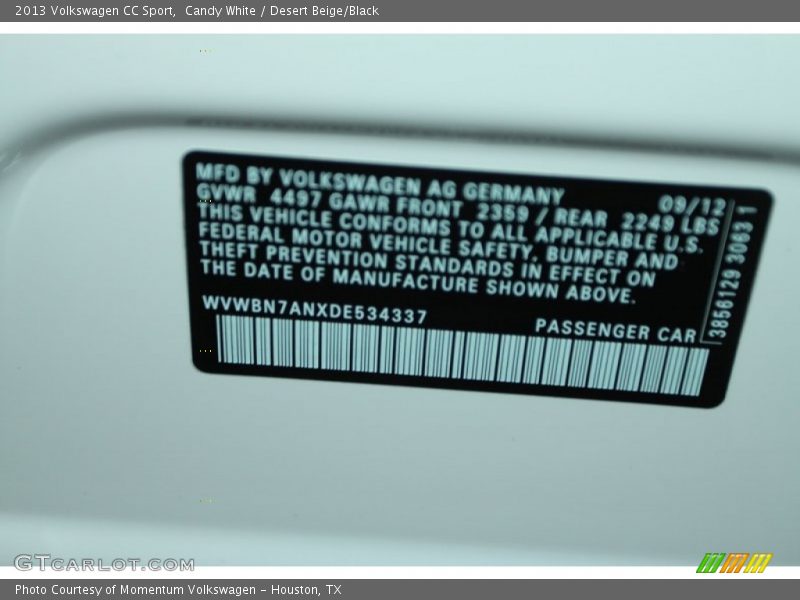 2013 Volkswagen CC Sport,  Candy White / Desert Beige/Black
MFD BY VOLKSWAGEN AG GERMANY 09/12
GVWR 4497 GAWR FRONT 2359 / REAR 2249 LBS
THIS VEHICLE CONFORMS TO ALL APPLICABLE U.S.
FEDERAL MOTOR VEHICLE SAFETY, BUMPER AND
THEFT PREVENTION STANDARDS IN EFFECT ON
THE DATE OF MANUFACTURE SHOWN ABOVE.
WVWBN7ANXDE534337
PASSENGER CAR
3856129 30631
GTCARLOT.COM
Photo Courtesy of Momentum Volkswagen - Houston, TX